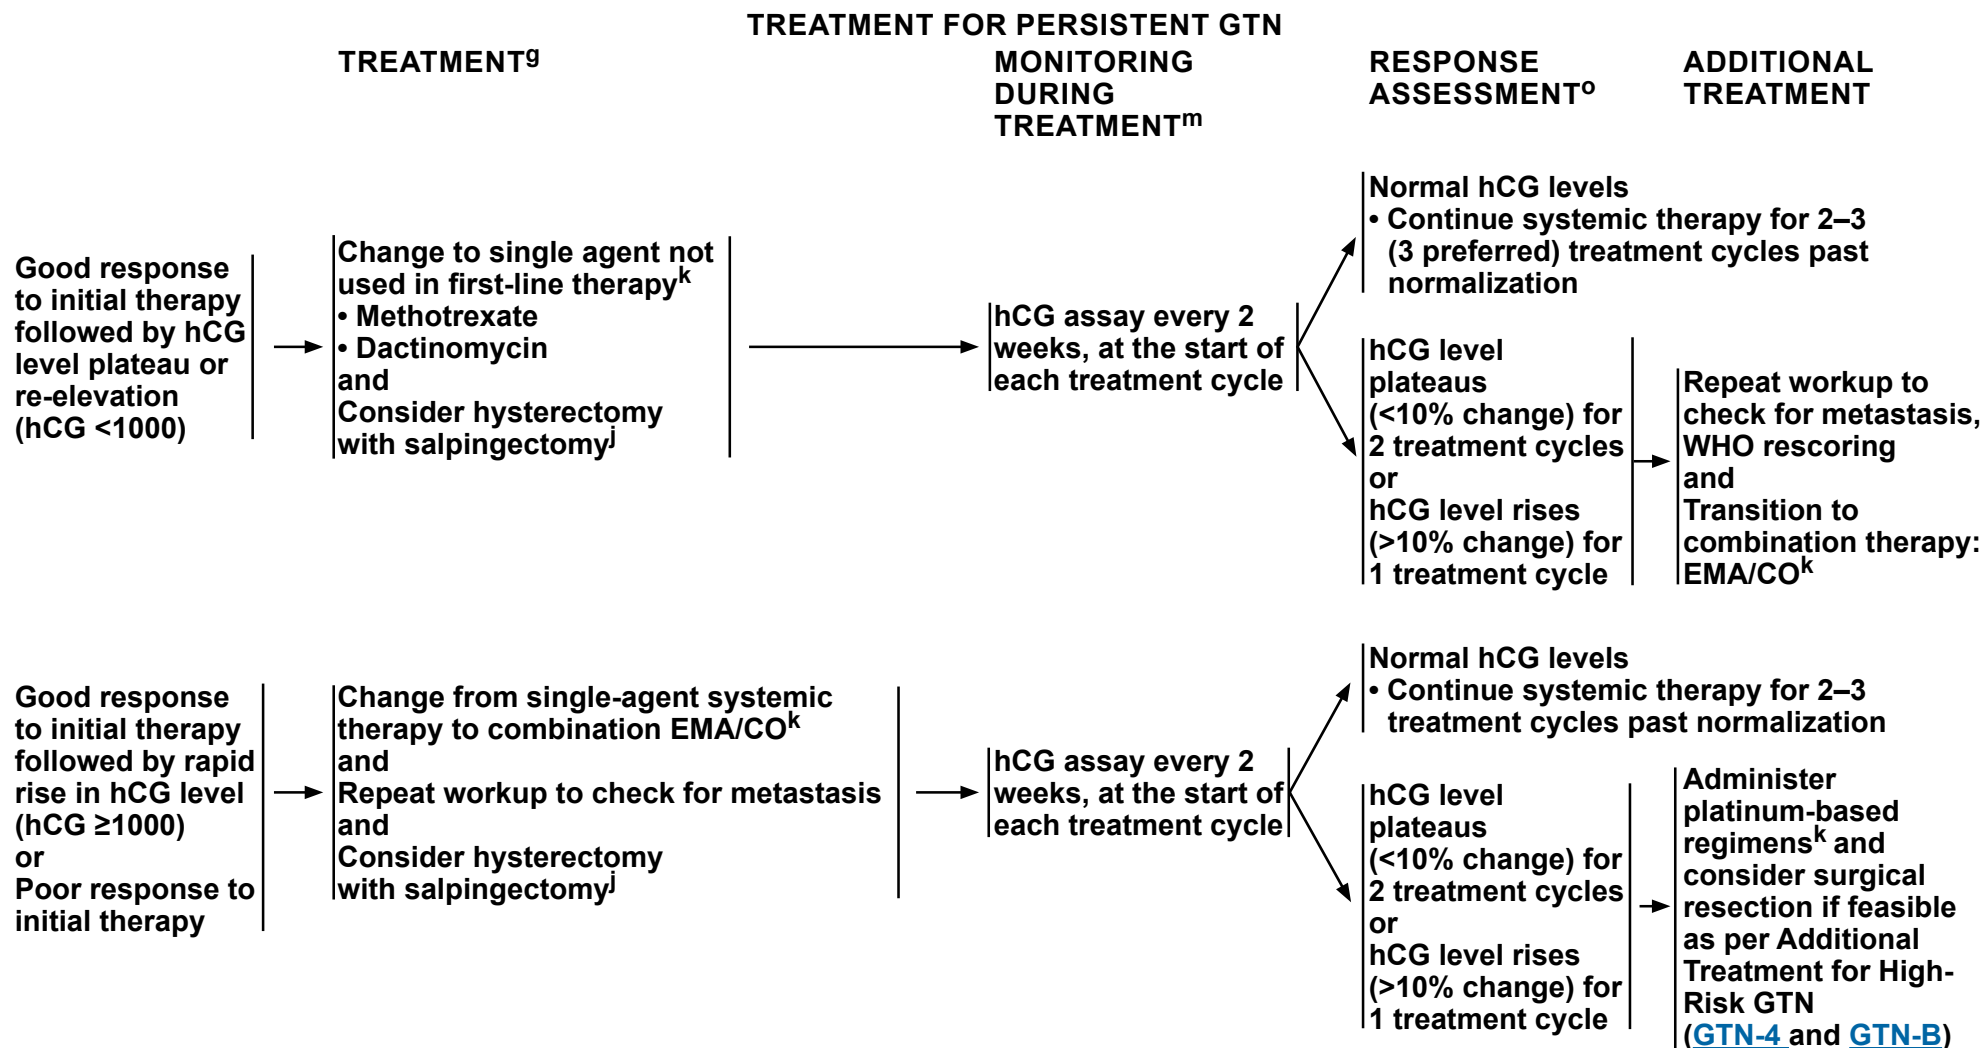 TREATMENT FOR PERSISTENT GTN
TREATMENTg
MONITORING
DURING
TREATMENTm
RESPONSE
ASSESSMENTo
ADDITIONAL
TREATMENT
Good response
to initial therapy
followed by hCG
level plateau or
re-elevation
(hCG <1000)
Change to single agent not
used in first-line therapyk
• Methotrexate
• Dactinomycin
and
Consider hysterectomy
with salpingectomyj
hCG assay every 2
weeks, at the start of
each treatment cycle
Normal hCG levels
• Continue systemic therapy for 2–3
(3 preferred) treatment cycles past
normalization
hCG level
plateaus
(<10% change) for
2 treatment cycles
or
hCG level rises
(>10% change) for
1 treatment cycle
Repeat workup to
check for metastasis,
WHO rescoring
and
Transition to
combination therapy:
EMA/COk
Good response
to initial therapy
followed by rapid
rise in hCG level
(hCG ≥1000)
or
Poor response to
initial therapy
Change from single-agent systemic
therapy to combination EMA/COk
and
Repeat workup to check for metastasis
and
Consider hysterectomy
with salpingectomyj
hCG assay every 2
weeks, at the start of
each treatment cycle
Normal hCG levels
• Continue systemic therapy for 2–3
treatment cycles past normalization
hCG level
plateaus
(<10% change) for
2 treatment cycles
or
hCG level rises
(>10% change) for
1 treatment cycle
Administer
platinum-based
regimensk and
consider surgical
resection if feasible
as per Additional
Treatment for High-
Risk GTN
(GTN-4 and GTN-B)